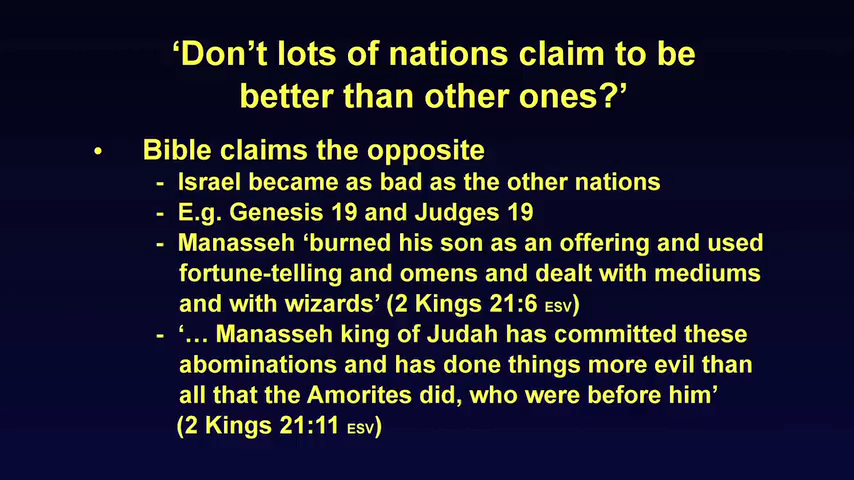 ‘Don’t lots of nations claim to be
better than other ones?’
• Bible claims the opposite
- Israel became as bad as the other nations
- E.g. Genesis 19 and Judges 19
- Manasseh ‘burned his son as an offering and used
fortune-telling and omens and dealt with mediums
and with wizards’ (2 Kings 21:6 ESV)
- ‘… Manasseh king of Judah has committed these
abominations and has done things more evil than
all that the Amorites did, who were before him’
(2 Kings 21:11 ESV)